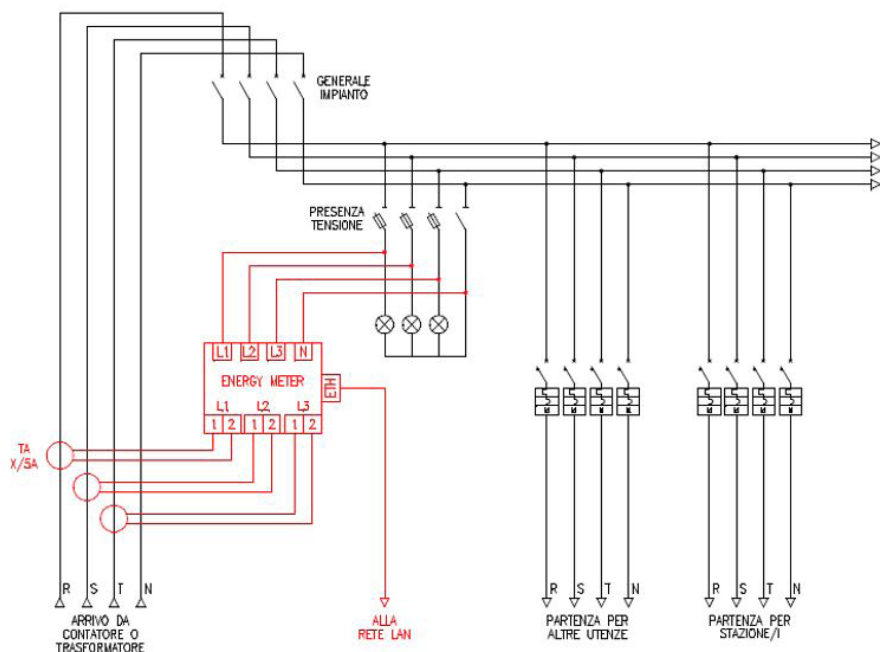 GENERALE
IMPIANTO
PRESENZA
TENSIONE
L1 L2 L3 N
ENERGY METER
ETH
L1 L2 L3
1 2 1 2 1 2
TA
X/5A
R S T N
ARRIVO DA
CONTATORE O
TRASFORMATORE
ALLA
RETE LAN
R S T N
PARTENZA PER
ALTRE UTENZE
R S T N
PARTENZA PER
STAZIONE/I